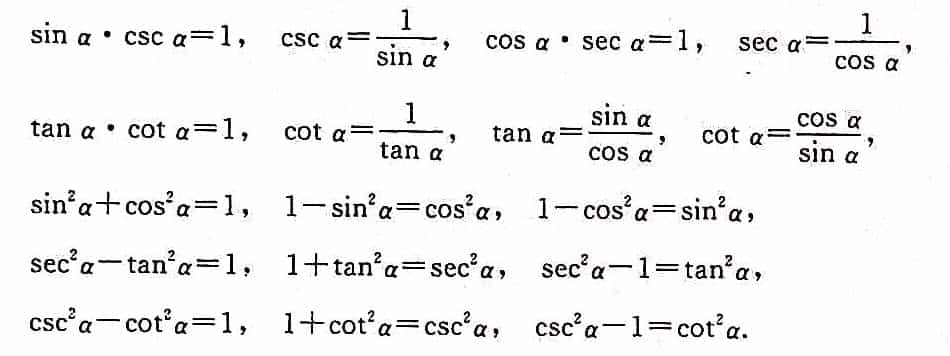 sin α · csc α=1, csc α=1/sin α, cos α · sec α=1, sec α=1/cos α,
tan α · cot α=1, cot α=1/tan α, tan α=sin α/cos α, cot α=cos α/sin α,
sin²α+cos²α=1, 1−sin²α=cos²α, 1−cos²α=sin²α,
sec²α−tan²α=1, 1+tan²α=sec²α, sec²α−1=tan²α,
csc²α−cot²α=1, 1+cot²α=csc²α, csc²α−1=cot²α.